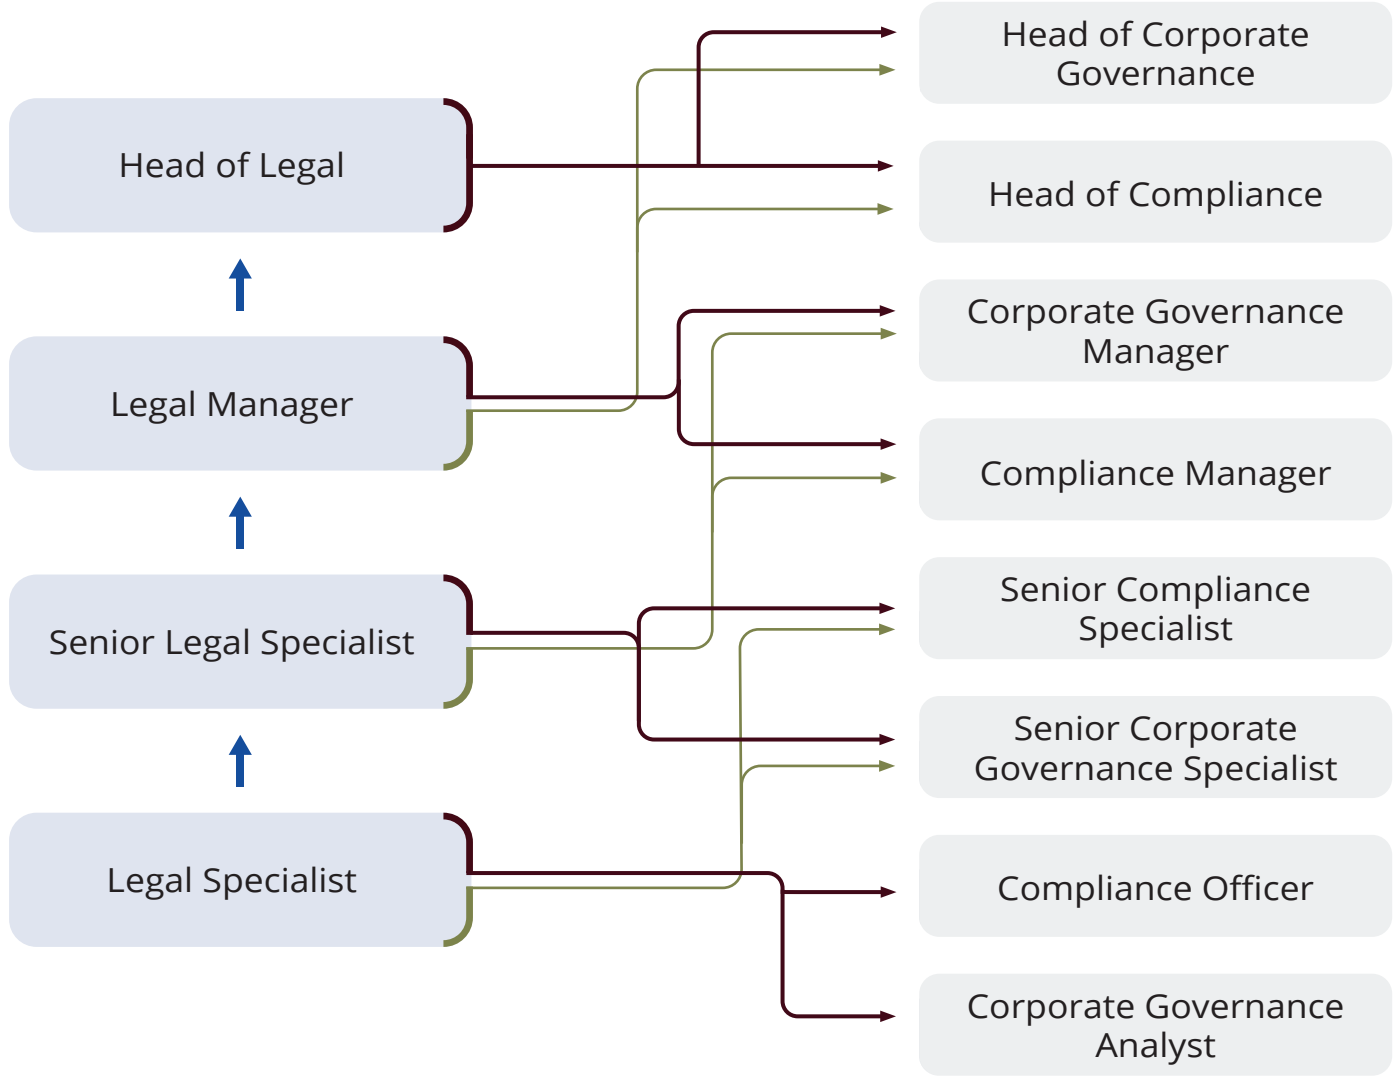 Head of Legal
Legal Manager
Senior Legal Specialist
Legal Specialist
Head of Corporate
Governance
Head of Compliance
Corporate Governance
Manager
Compliance Manager
Senior Compliance
Specialist
Senior Corporate
Governance Specialist
Compliance Officer
Corporate Governance
Analyst